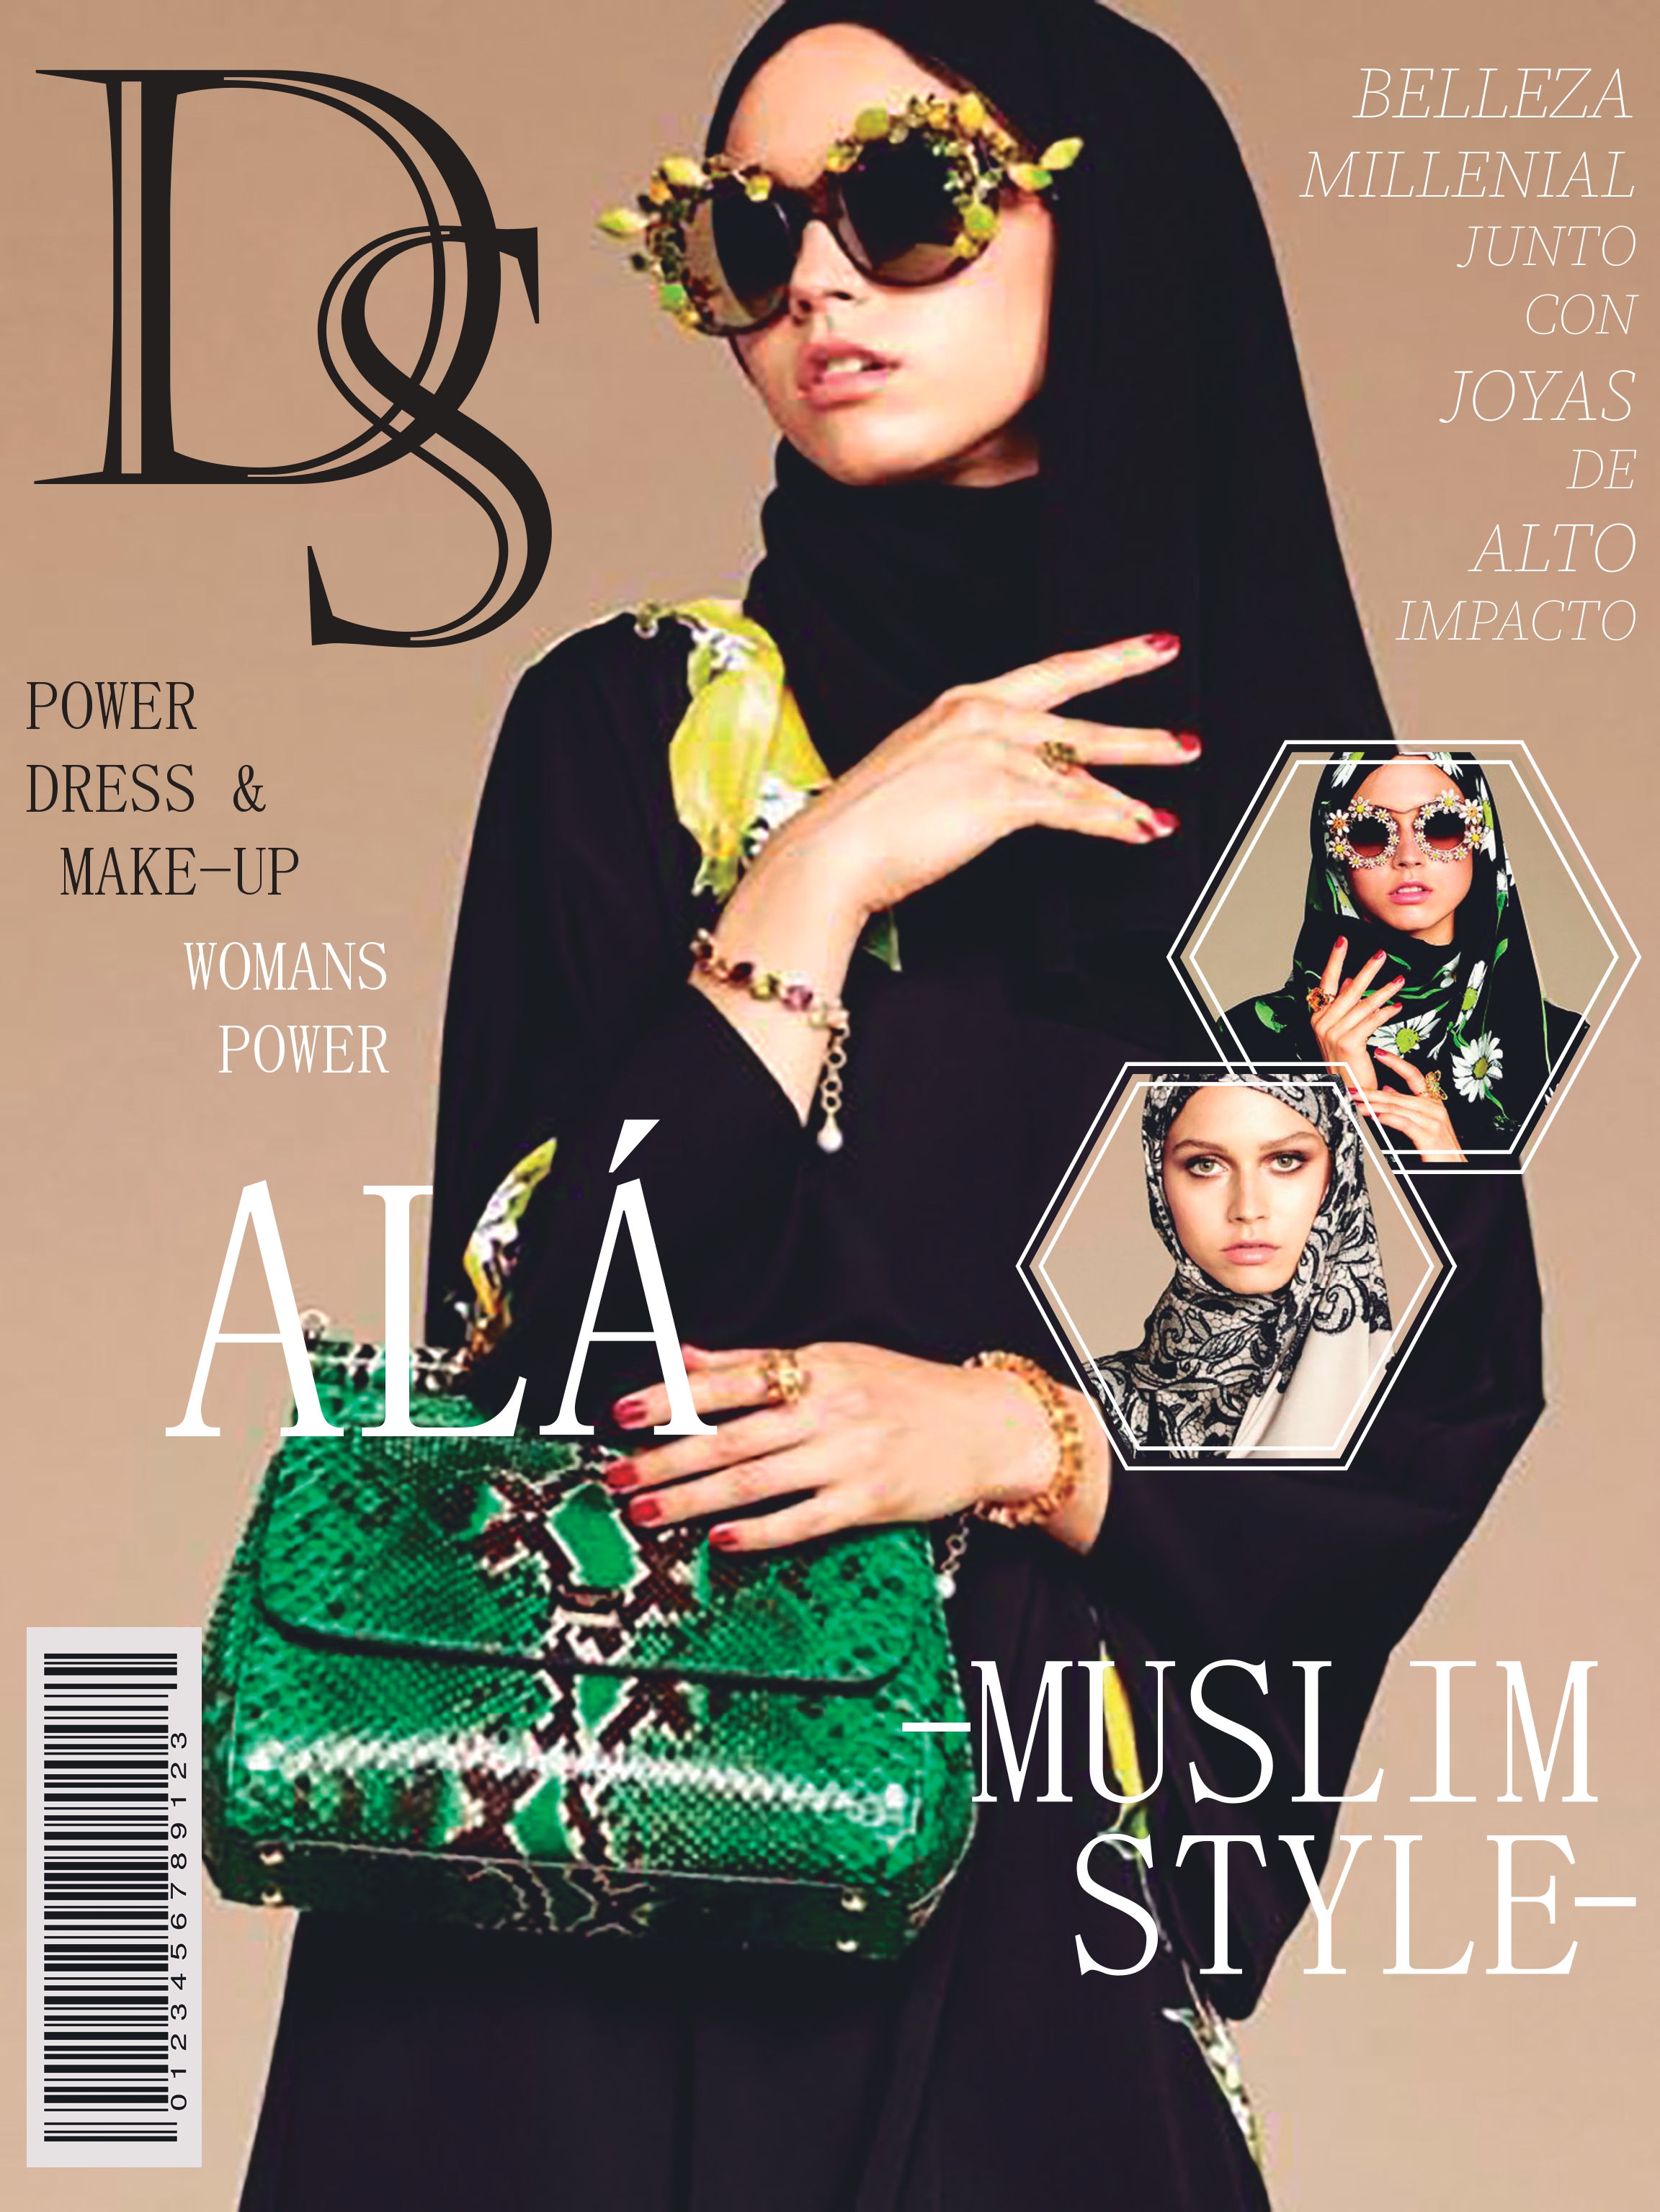 DS
BELLEZA
MILLENIAL
JUNTO
CON
JOYAS
DE
ALTO
IMPACTO
POWER
DRESS &
MAKE-UP
WOMANS
POWER
ALÁ
-MUSLIM
STYLE-
0123456789123